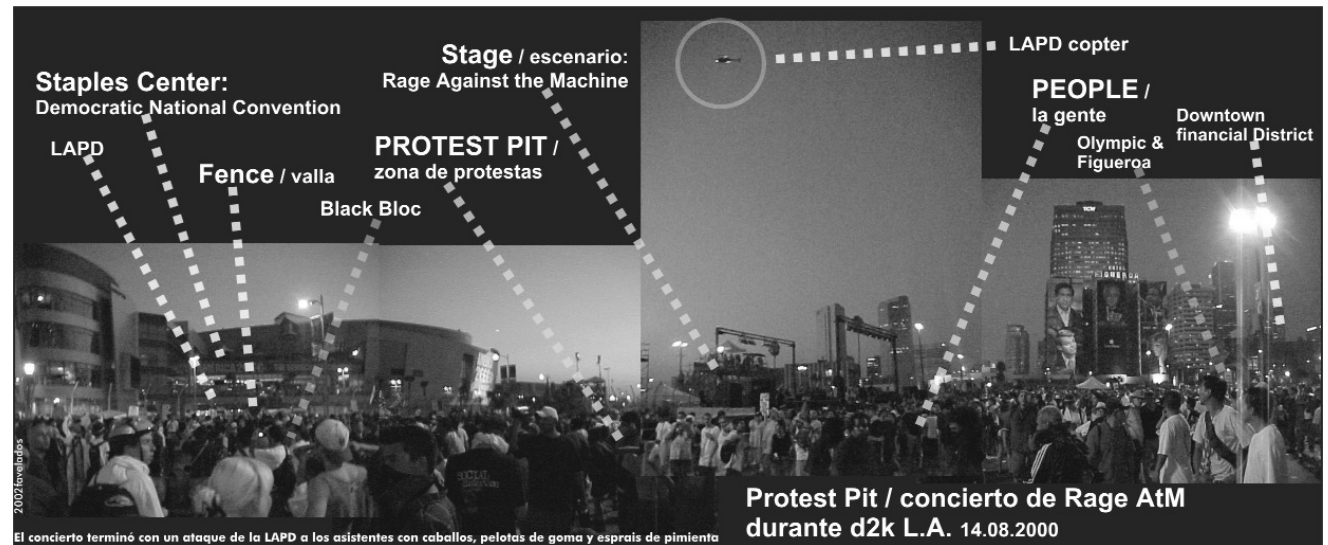 Staples Center:
Democratic National Convention
LAPD
Fence / valla
Black Bloc
Stage / escenario:
Rage Against the Machine
PROTEST PIT /
zona de protestas
LAPD copter
PEOPLE /
la gente
Olympic &
Figueroa
Downtown
financial District
TCW
2002favelados
Protest Pit / concierto de Rage AtM
durante d2k L.A. 14.08.2000
El concierto terminó con un ataque de la LAPD a los asistentes con caballos, pelotas de goma y esprais de pimienta